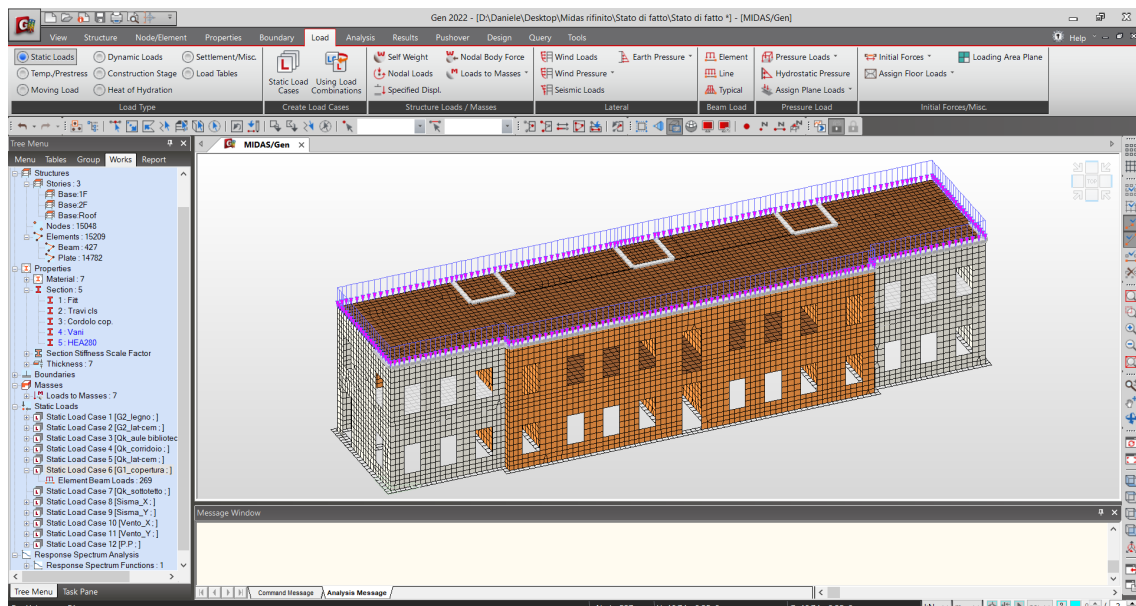 Gen 2022 - [D:\Daniele\Desktop\Midas rifinito\Stato di fatto\Stato di fatto *] - [MIDAS/Gen]
View Structure Node/Element Properties Boundary Load Analysis Results Pushover Design Query Tools Help
Static Loads Dynamic Loads Settlement/Misc.
Temp./Prestress Construction Stage Load Tables
Moving Load Heat of Hydration
Load Type
Static Load Cases
Using Load Combinations
Create Load Cases
Self Weight Nodal Body Force
Nodal Loads Loads to Masses
Specified Displ.
Structure Loads / Masses
Wind Loads Earth Pressure
Wind Pressure
Seismic Loads
Lateral
Element
Line
Typical
Beam Load
Pressure Loads
Hydrostatic Pressure
Assign Plane Loads
Pressure Load
Initial Forces Loading Area Plane
Assign Floor Loads
Initial Forces/Misc.
Tree Menu
Menu Tables Group Works Report
MIDAS/Gen
TOP
Structures
Stories : 3
Base:1F
Base:2F
Base:Roof
Nodes : 15048
Elements : 15209
Beam : 427
Plate : 14782
Properties
Material : 7
Section : 5
1 : Fitt
2 : Travi cls
3 : Cordolo cop.
4 : Vani
5 : HEA280
Section Stiffness Scale Factor
Thickness : 7
Boundaries
Masses
Loads to Masses : 7
Static Loads
Static Load Case 1 [G2_legno ; ]
Static Load Case 2 [G2_lat-cem ; ]
Static Load Case 3 [Qk_aule bibliotec
Static Load Case 4 [Qk_corridoio ; ]
Static Load Case 5 [Qk_lat-cem ; ]
Static Load Case 6 [G1_copertura ; ]
Element Beam Loads : 269
Static Load Case 7 [Qk_sottotetto ; ]
Static Load Case 8 [Sisma_X ; ]
Static Load Case 9 [Sisma_Y ; ]
Static Load Case 10 [Vento_X ; ]
Static Load Case 11 [Vento_Y ; ]
Static Load Case 12 [P.P ; ]
Response Spectrum Analysis
Response Spectrum Functions : 1
Tree Menu Task Pane
Message Window
Command Message Analysis Message